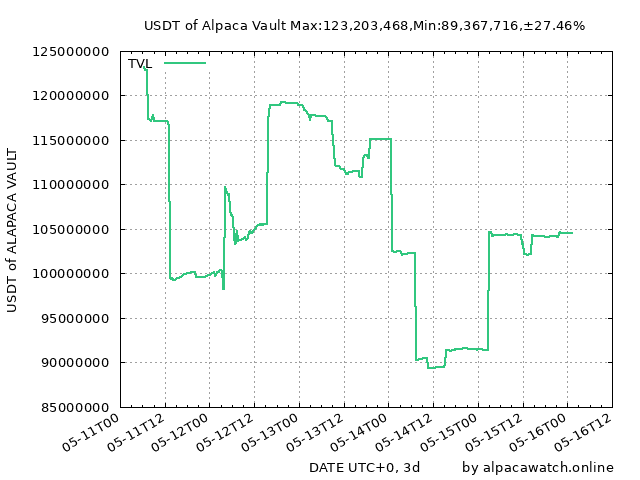 USDT of Alpaca Vault Max:123,203,468,Min:89,367,716,±27.46%
TVL
125000000
120000000
115000000
110000000
105000000
100000000
95000000
90000000
85000000
USDT of ALAPACA VAULT
05-11T00
05-11T12
05-12T00
05-12T12
05-13T00
05-13T12
05-14T00
05-14T12
05-15T00
05-15T12
05-16T00
05-16T12
DATE UTC+0, 3d
by alpacawatch.online